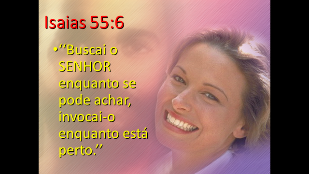 Isaias 55:6
•“Buscai o
SENHOR
enquanto se
pode achar,
invocai-o
enquanto está
perto.”